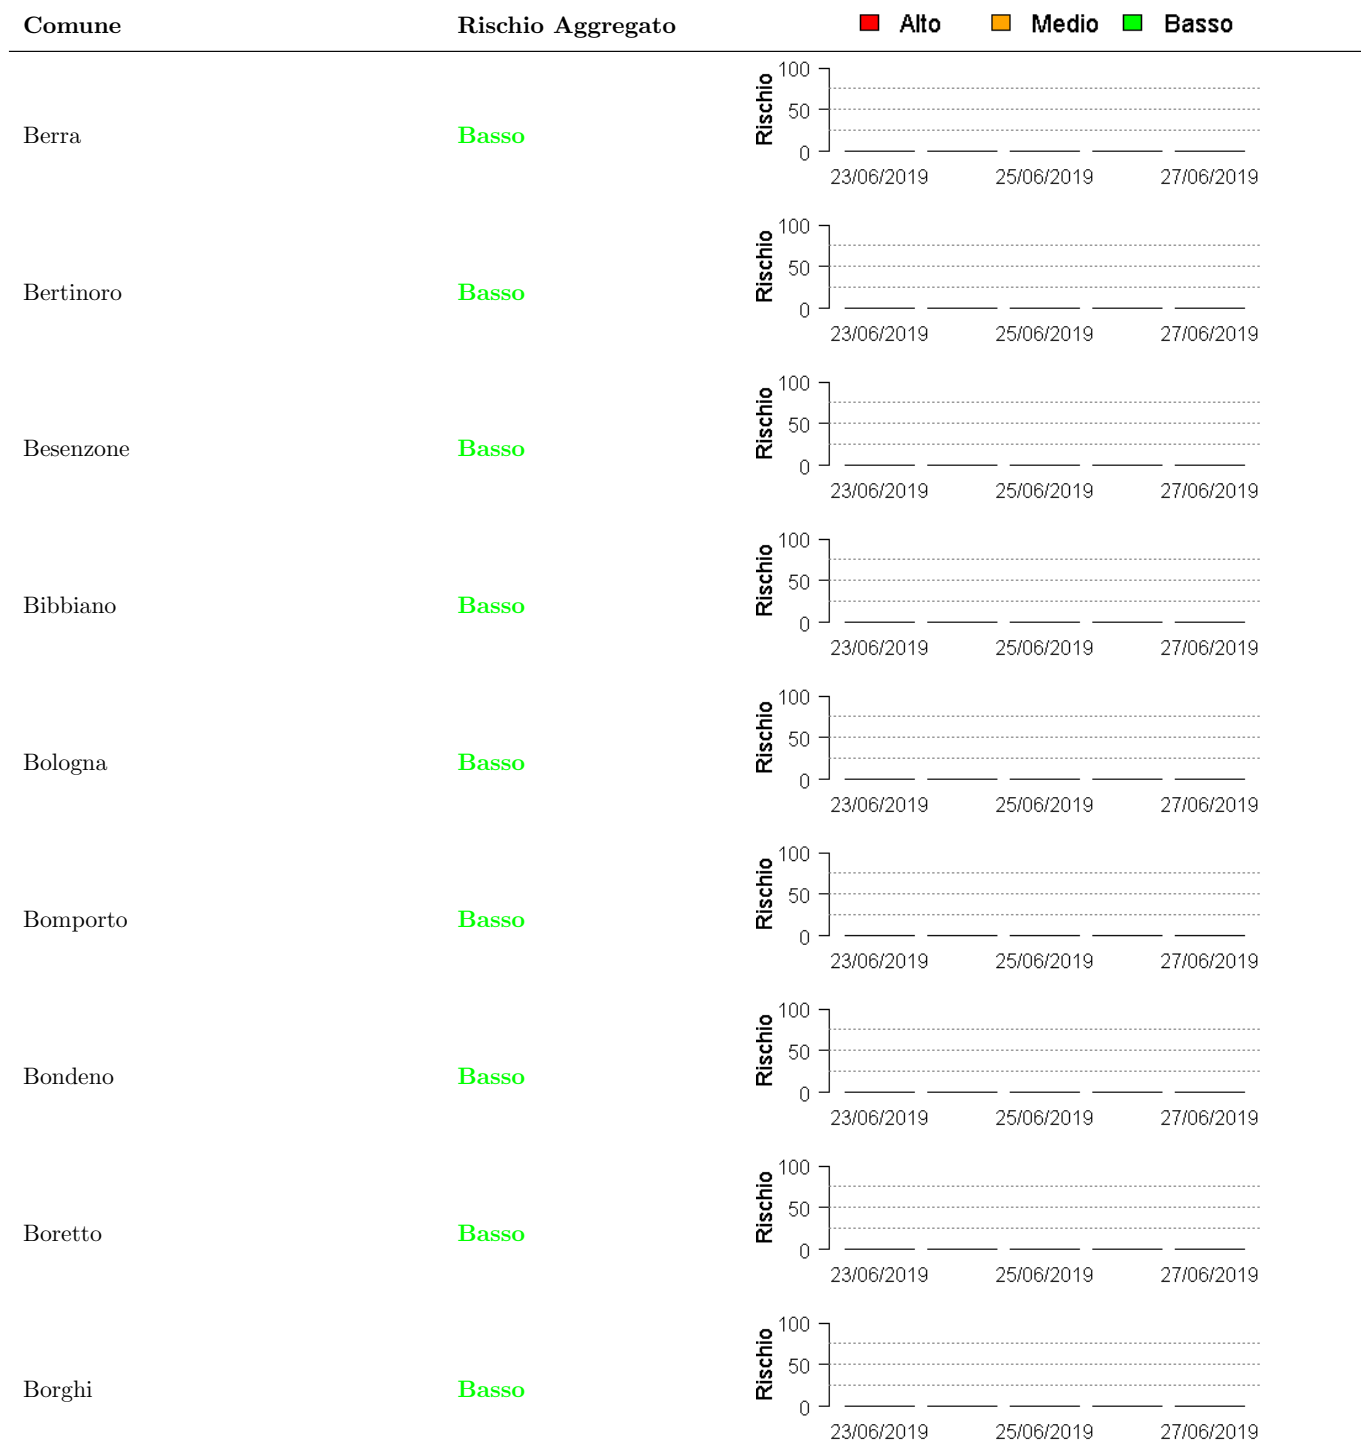 Comune Rischio Aggregato Alto Medio Basso
100
50
0
Rischio
Berra Basso
23/06/2019 25/06/2019 27/06/2019
100
50
0
Rischio
Bertinoro Basso
23/06/2019 25/06/2019 27/06/2019
100
50
0
Rischio
Besenzone Basso
23/06/2019 25/06/2019 27/06/2019
100
50
0
Rischio
Bibbiano Basso
23/06/2019 25/06/2019 27/06/2019
100
50
0
Rischio
Bologna Basso
23/06/2019 25/06/2019 27/06/2019
100
50
0
Rischio
Bomporto Basso
23/06/2019 25/06/2019 27/06/2019
100
50
0
Rischio
Bondeno Basso
23/06/2019 25/06/2019 27/06/2019
100
50
0
Rischio
Boretto Basso
23/06/2019 25/06/2019 27/06/2019
100
50
0
Rischio
Borghi Basso
23/06/2019 25/06/2019 27/06/2019